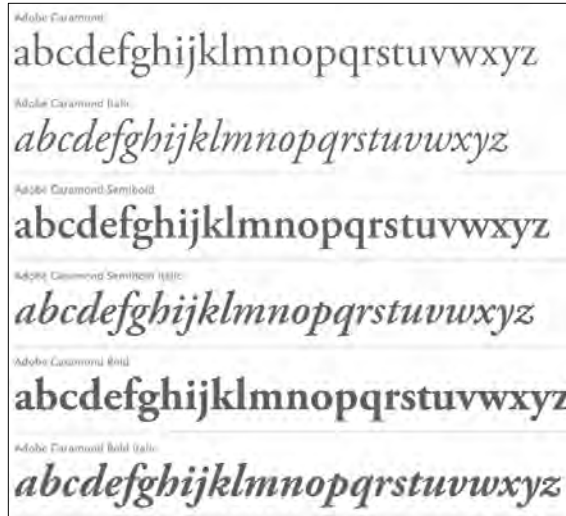 Adobe Garamond
abcdefghijklmnopqrstuvwxyz
Adobe Garamond Italic
abcdefghijklmnopqrstuvwxyz
Adobe Garamond Semibold
abcdefghijklmnopqrstuvwxyz
Adobe Garamond Semibold Italic
abcdefghijklmnopqrstuvwxyz
Adobe Garamond Bold
abcdefghijklmnopqrstuvwxyz
Adobe Garamond Bold Italic
abcdefghijklmnopqrstuvwxyz